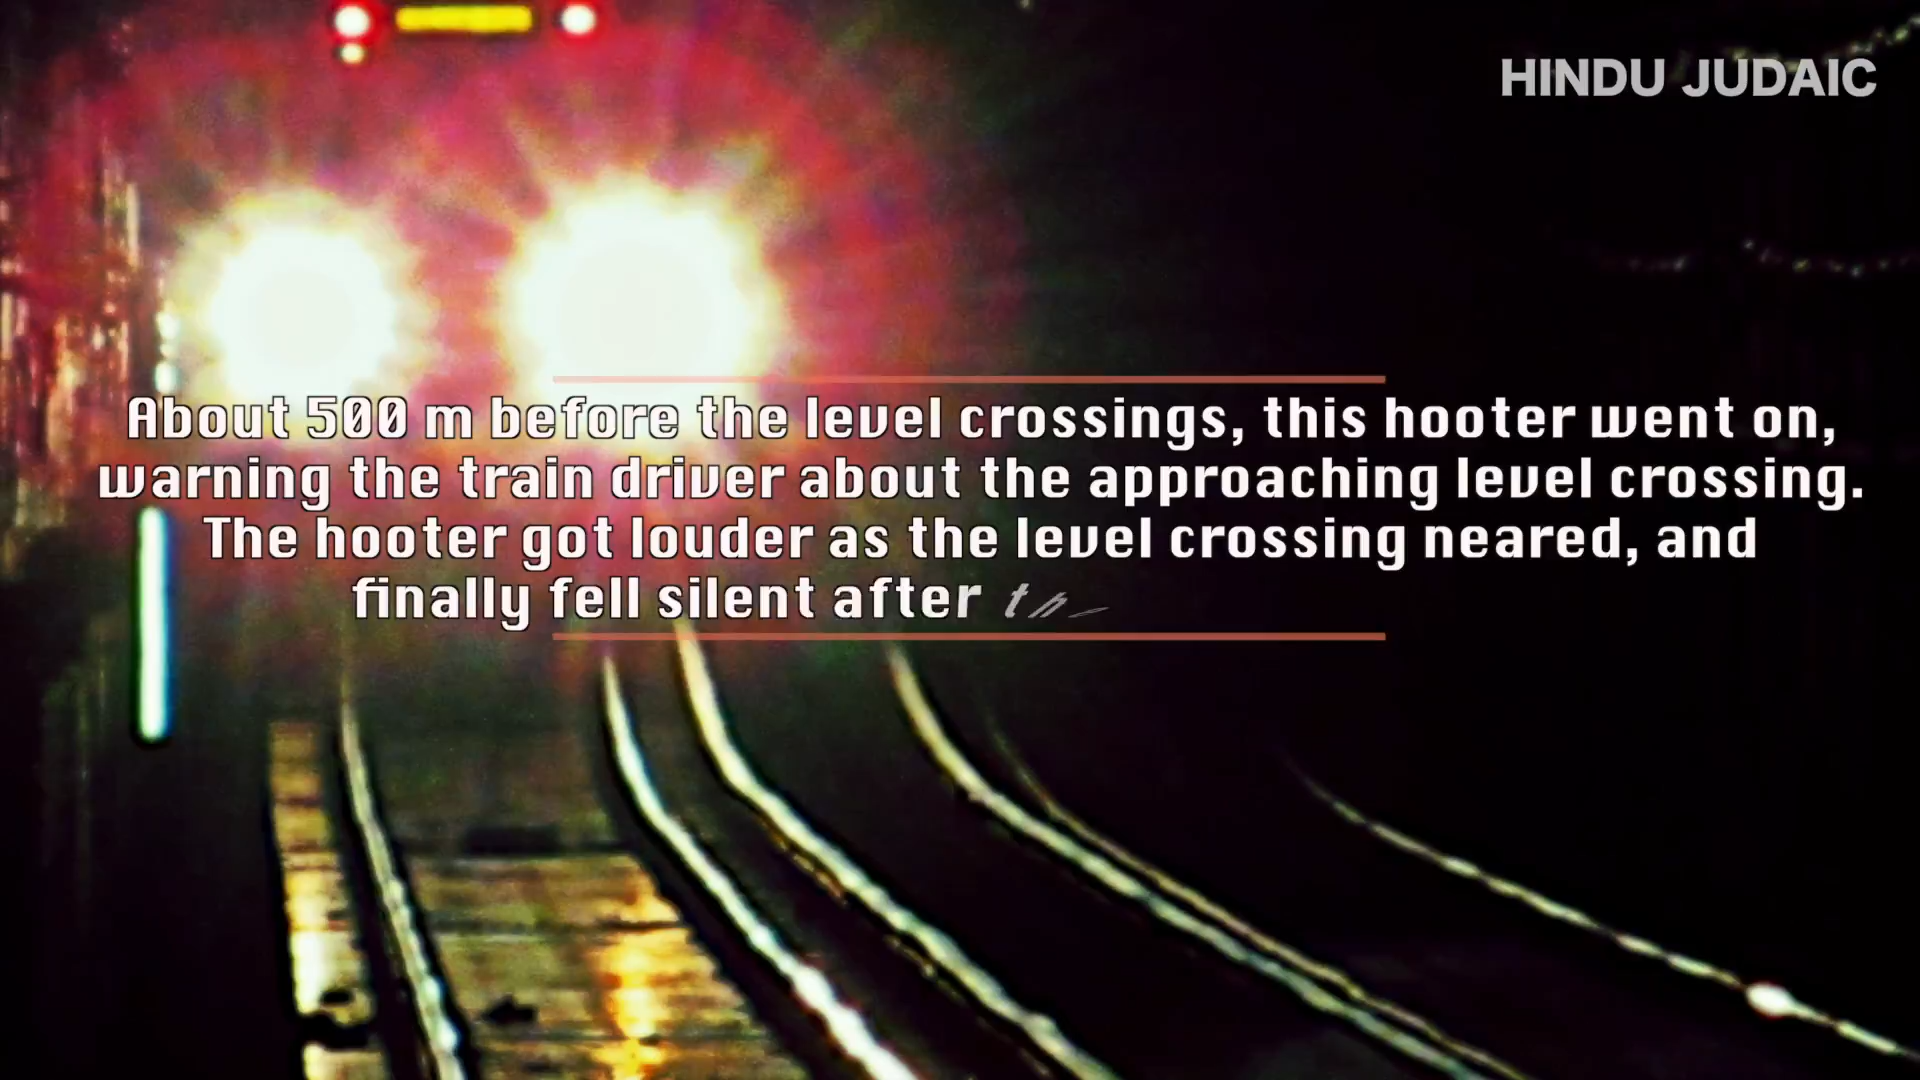 HINDU JUDAIC
About 500 m before the level crossings, this hooter went on,
warning the train driver about the approaching level crossing.
The hooter got louder as the level crossing neared, and
finally fell silent after